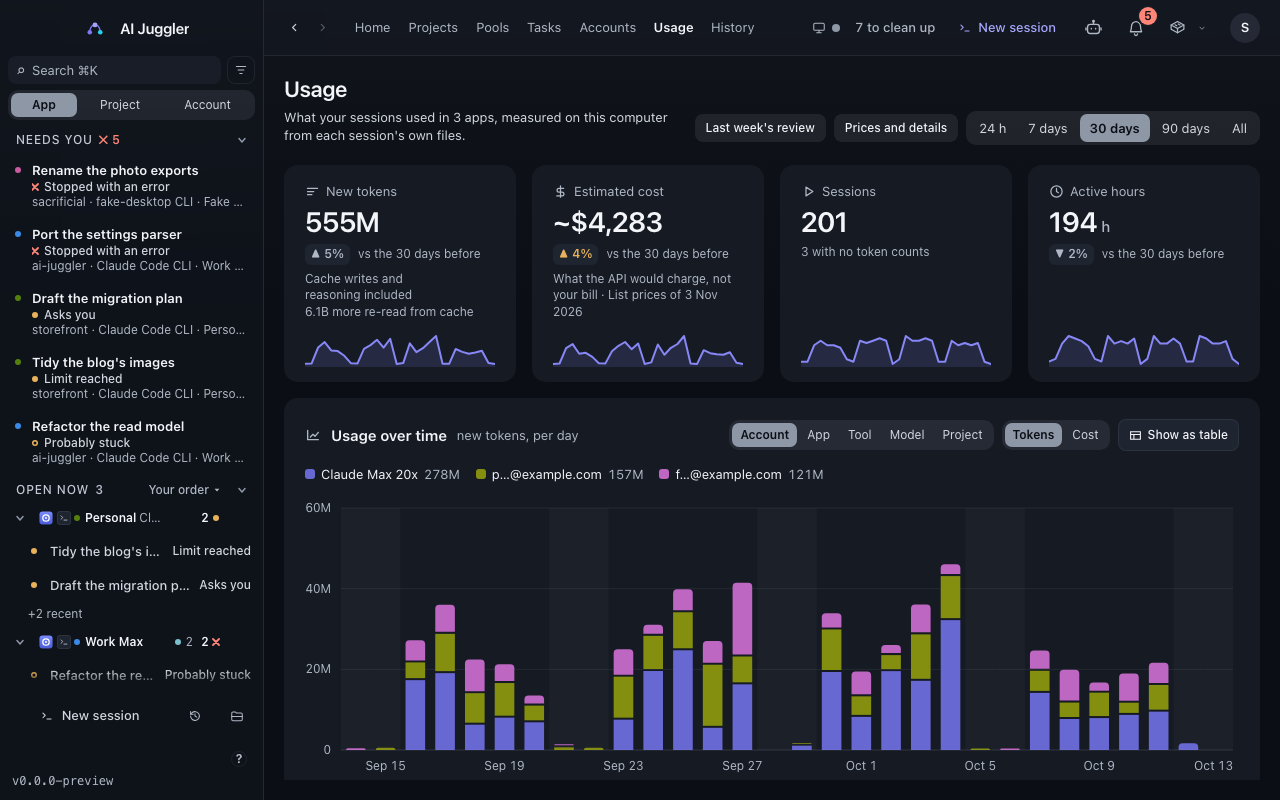 AI Juggler
Search ⌘K
App
Project
Account
NEEDS YOU
5
Rename the photo exports
Stopped with an error
sacrificial · fake-desktop CLI · Fake ...
Port the settings parser
Stopped with an error
ai-juggler · Claude Code CLI · Work ...
Draft the migration plan
Asks you
storefront · Claude Code CLI · Perso...
Tidy the blog's images
Limit reached
storefront · Claude Code CLI · Perso...
Refactor the read model
Probably stuck
ai-juggler · Claude Code CLI · Work ...
OPEN NOW 3
Your order
Personal Cl...
2
Tidy the blog's i...
Limit reached
Draft the migration p...
Asks you
+2 recent
Work Max
2
2
Refactor the re...
Probably stuck
New session
?
v0.0.0-preview
Home
Projects
Pools
Tasks
Accounts
Usage
History
7 to clean up
New session
5
S
Usage
What your sessions used in 3 apps, measured on this computer
from each session's own files.
Last week's review
Prices and details
24 h
7 days
30 days
90 days
All
New tokens
555M
▲ 5%
vs the 30 days before
Cache writes and
reasoning included
6.1B more re-read from cache
Estimated cost
~$4,283
▲ 4%
vs the 30 days before
What the API would charge, not
your bill · List prices of 3 Nov
2026
Sessions
201
3 with no token counts
Active hours
194 h
▼ 2%
vs the 30 days before
Usage over time
new tokens, per day
Account
App
Tool
Model
Project
Tokens
Cost
Show as table
Claude Max 20x 278M
p...@example.com 157M
f...@example.com 121M
60M
40M
20M
0
Sep 15
Sep 19
Sep 23
Sep 27
Oct 1
Oct 5
Oct 9
Oct 13